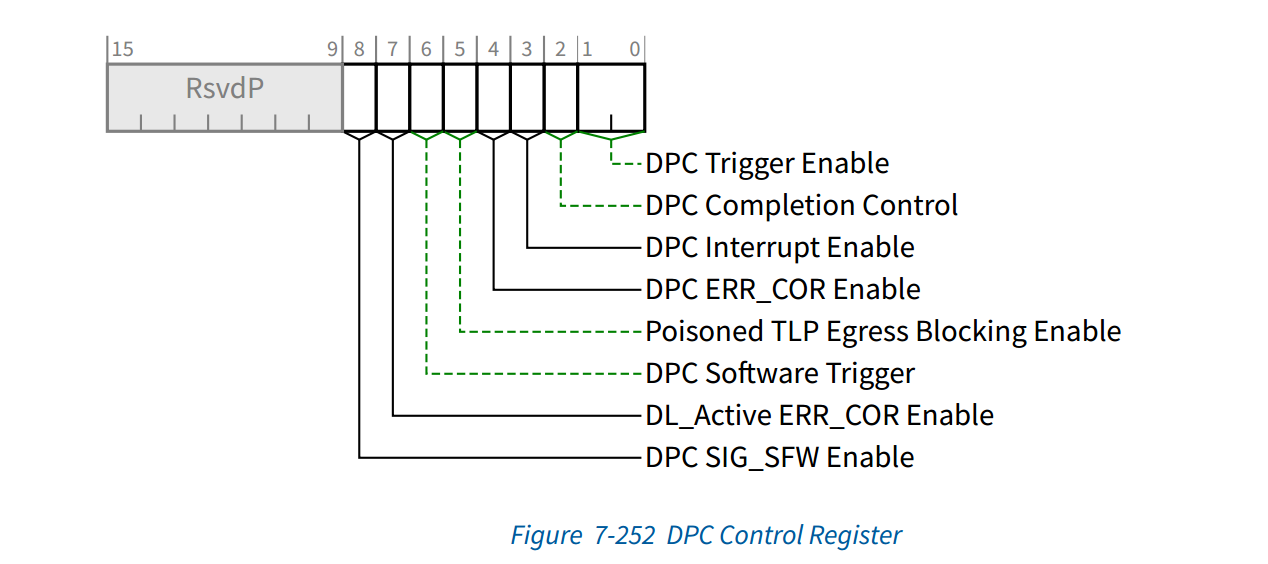 15 9 8 7 6 5 4 3 2 1 0
RsvdP
DPC Trigger Enable
DPC Completion Control
DPC Interrupt Enable
DPC ERR_COR Enable
Poisoned TLP Egress Blocking Enable
DPC Software Trigger
DL_Active ERR_COR Enable
DPC SIG_SFW Enable
Figure 7-252 DPC Control Register